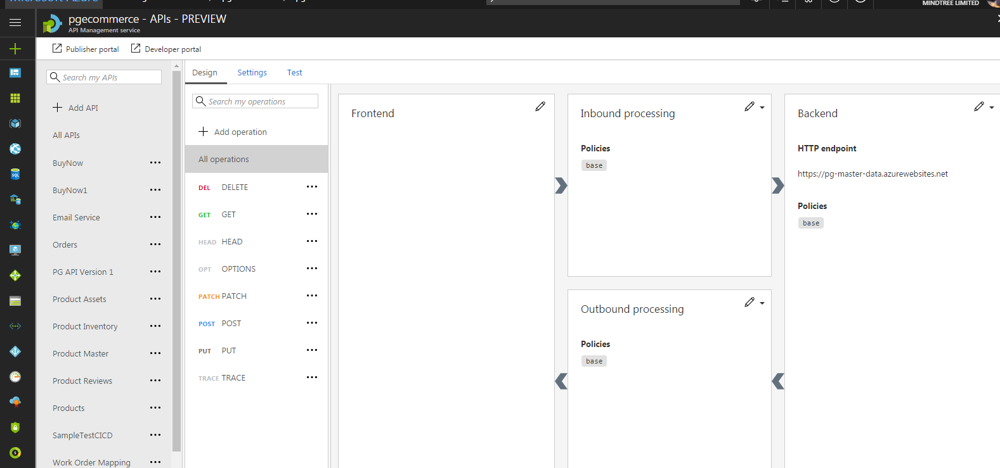 Microsoft Azure
MINDTREE LIMITED
pgecommerce - APIs - PREVIEW
API Management service
Publisher portal
Developer portal
Search my APIs
Add API
All APIs
BuyNow
BuyNow1
Email Service
Orders
PG API Version 1
Product Assets
Product Inventory
Product Master
Product Reviews
Products
SampleTestCICD
Work Order Mapping
Design Settings Test
Search my operations
Add operation
All operations
DEL DELETE
GET GET
HEAD HEAD
OPT OPTIONS
PATCH PATCH
POST POST
PUT PUT
TRACE TRACE
Frontend
Inbound processing
Policies
base
Outbound processing
Policies
base
Backend
HTTP endpoint
https://pg-master-data.azurewebsites.net
Policies
base